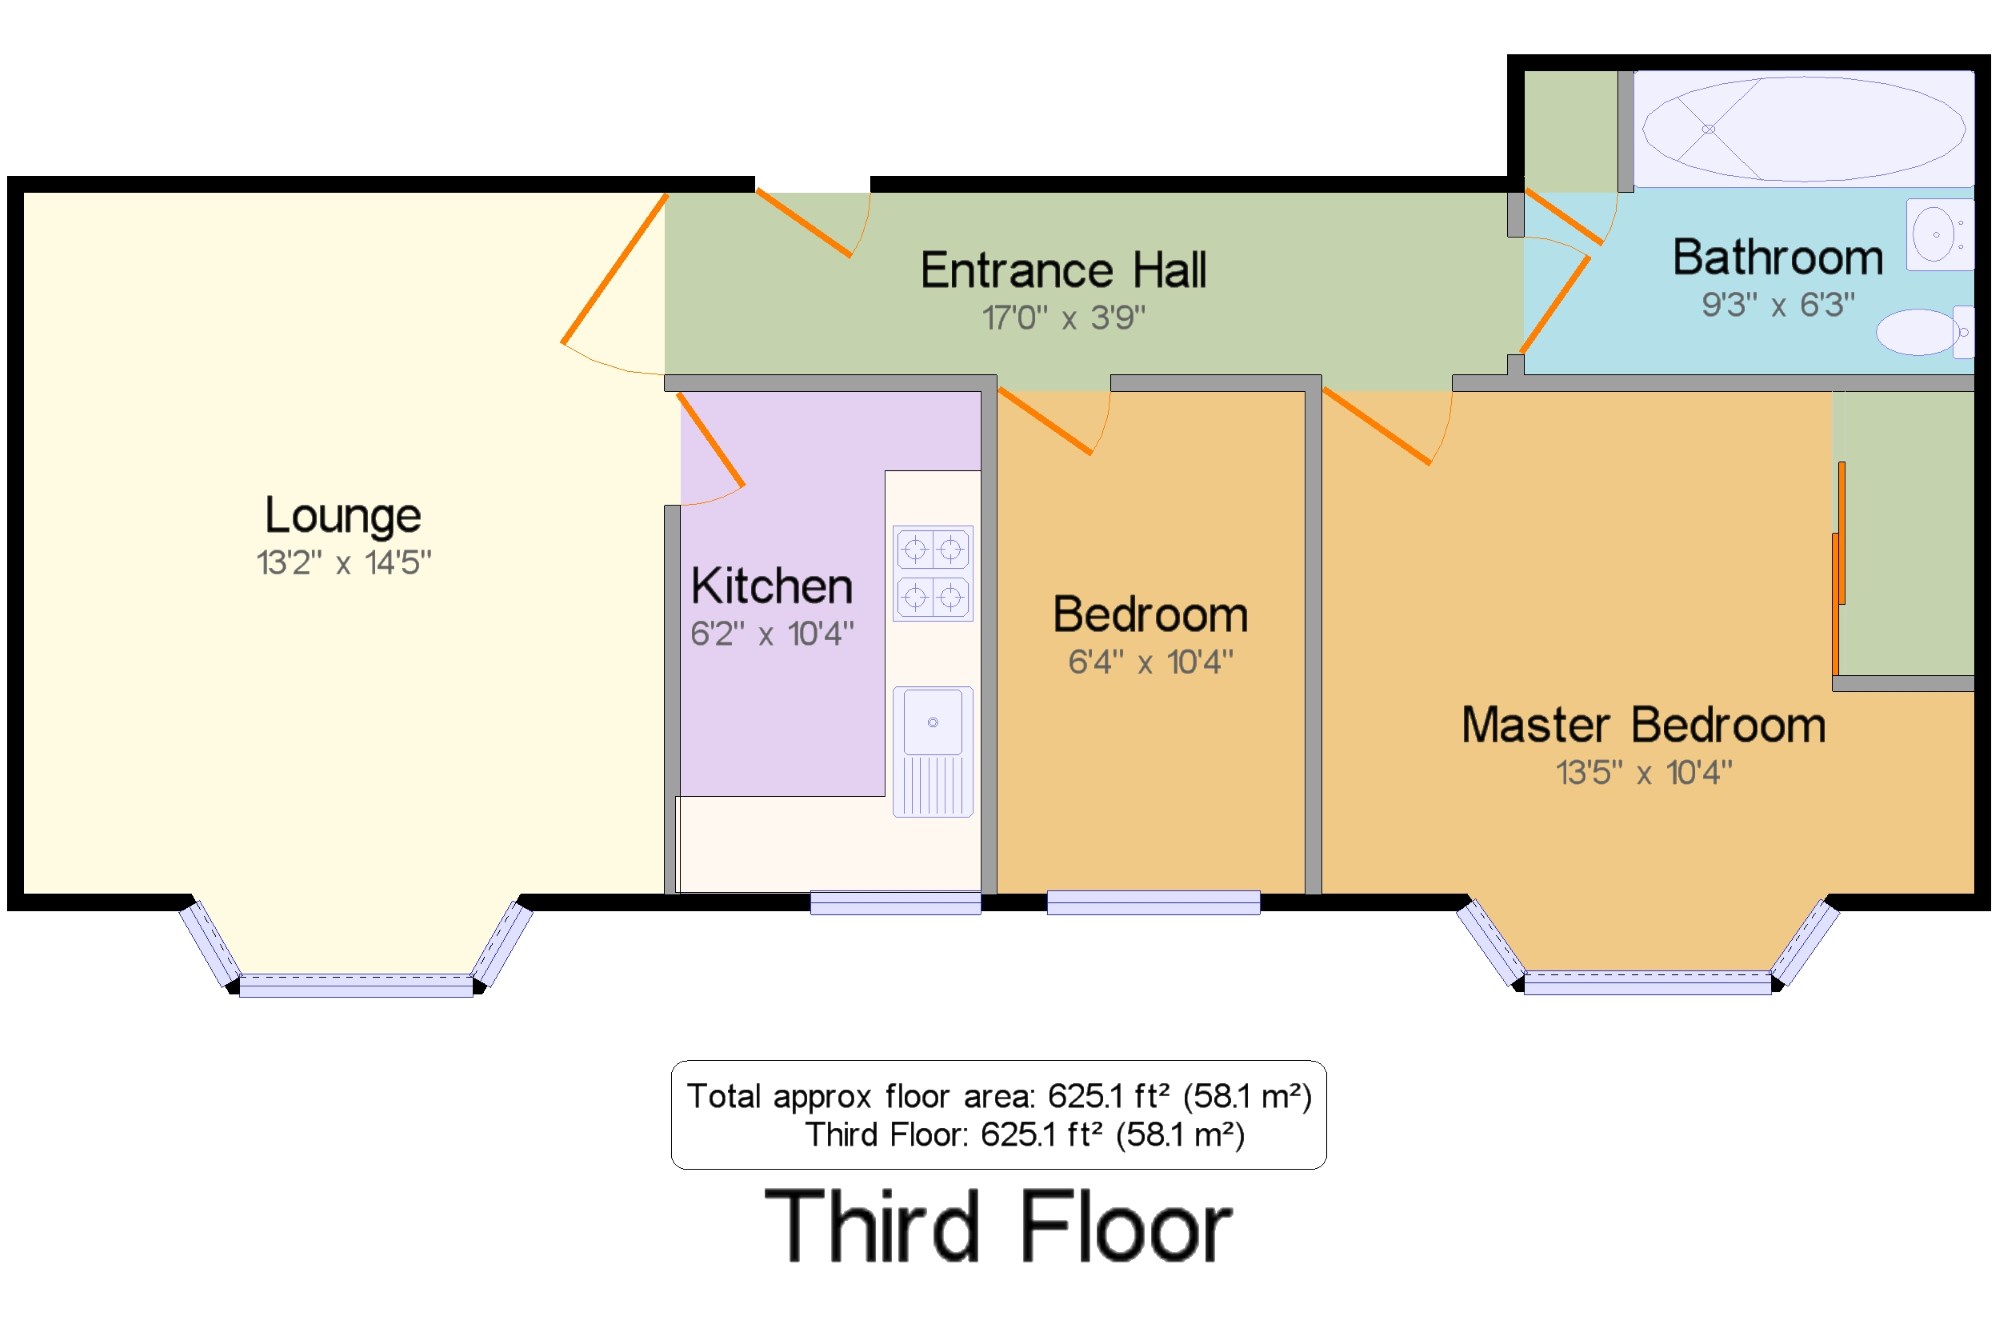 Entrance Hall
17'0" x 3'9"
Bathroom
9'3" x 6'3"
Lounge
13'2" x 14'5"
Kitchen
6'2" x 10'4"
Bedroom
6'4" x 10'4"
Master Bedroom
13'5" x 10'4"
Total approx floor area: 625.1 ft² (58.1 m²)
Third Floor: 625.1 ft² (58.1 m²)
Third Floor